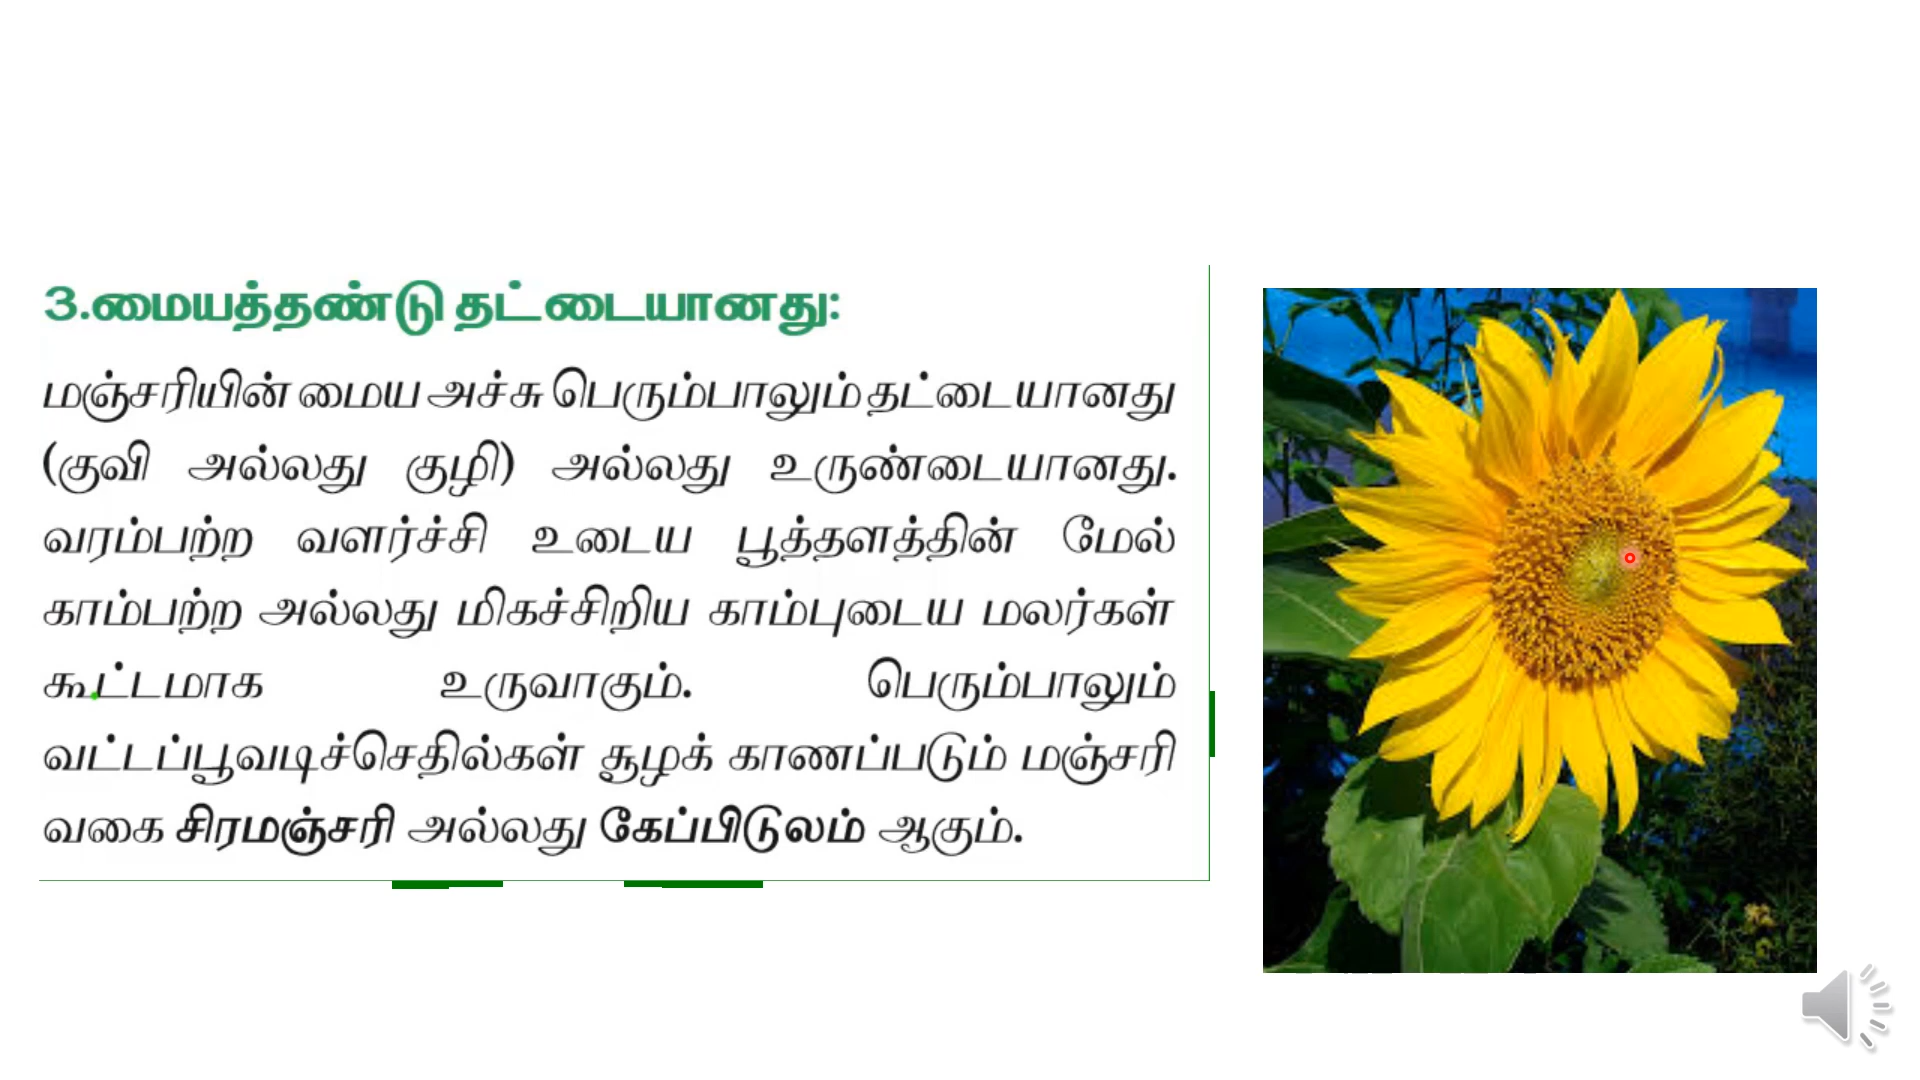 3.மையத்தண்டு தட்டையானது:
மஞ்சரியின் மைய அச்சு பெரும்பாலும் தட்டையானது
(குவி அல்லது குழி) அல்லது உருண்டையானது.
வரம்பற்ற வளர்ச்சி உடைய பூத்தளத்தின் மேல்
காம்பற்ற அல்லது மிகச்சிறிய காம்புடைய மலர்கள்
கூட்டமாக உருவாகும். பெரும்பாலும்
வட்டப்பூவடிச்செதில்கள் சூழக் காணப்படும் மஞ்சரி
வகை சிரமஞ்சரி அல்லது கேப்பிடுலம் ஆகும்.